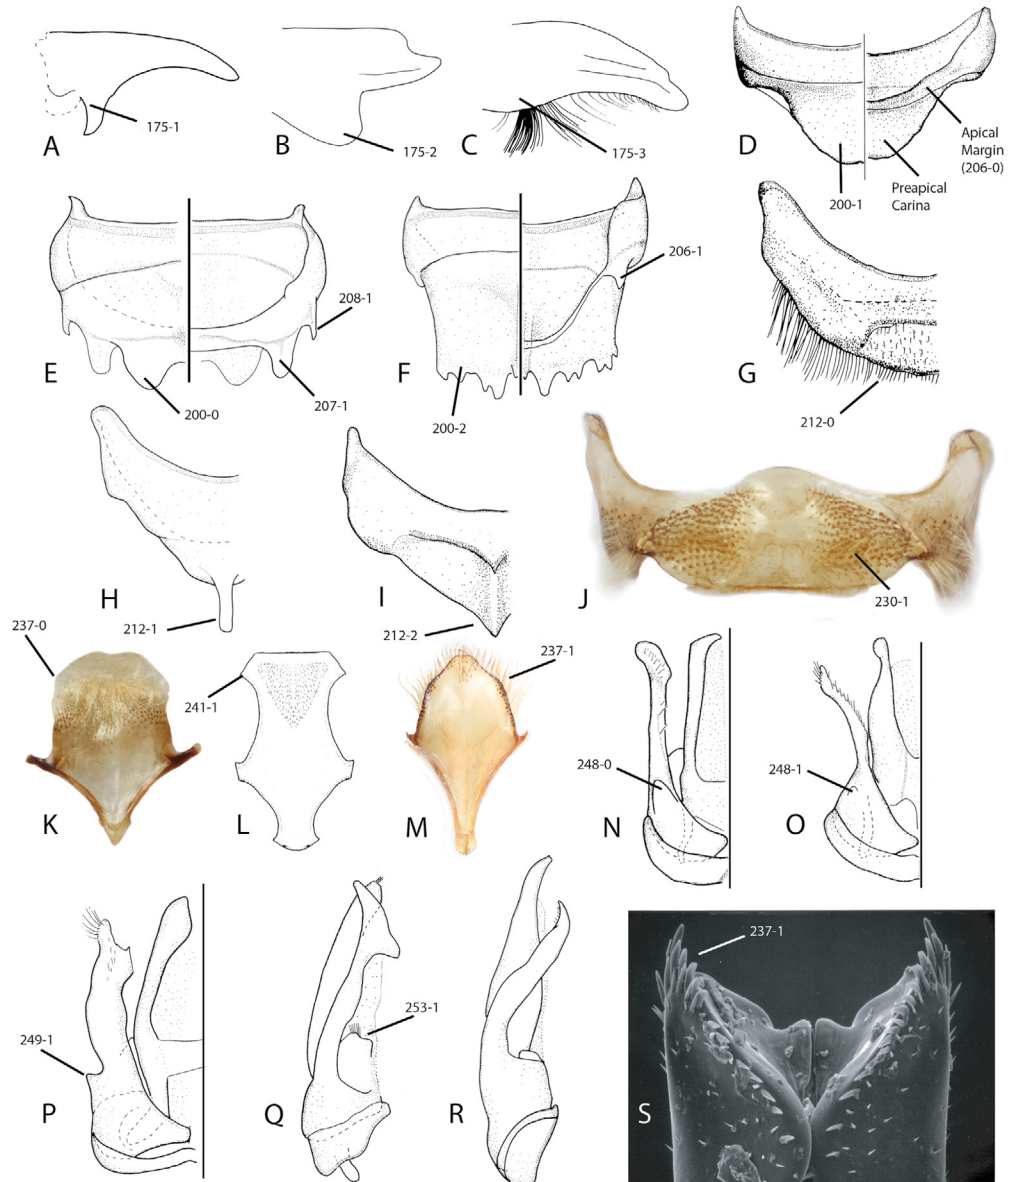 175-1
A
175-2
B
175-3
C
D
Apical
Margin
(206-0)
200-1
Preapical
Carina
208-1
E
200-0
207-1
206-1
F
200-2
G
212-0
H
212-1
I
212-2
J
230-1
237-0
K
241-1
L
237-1
M
248-0
N
248-1
O
249-1
P
253-1
Q
R
237-1
S